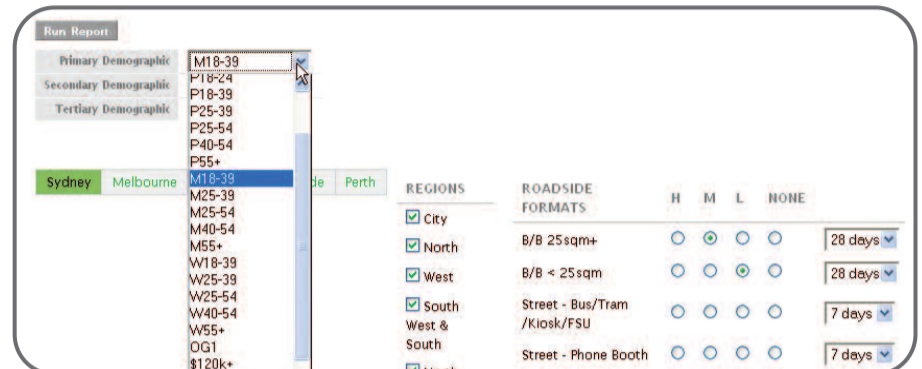 Run Report
Primary Demographic
M18-39
Secondary Demographic
Tertiary Demographic
P18-24
P18-39
P25-39
P25-54
P40-54
P55+
M18-39
M25-39
M25-54
M40-54
M55+
W18-39
W25-39
W25-54
W40-54
W55+
OG1
$120k+
Sydney Melbourne de Perth
REGIONS
City
North
West
South
West &
South
ROADSIDE
FORMATS
H M L NONE
B/B 25sqm+ 28 days
B/B < 25sqm 28 days
Street - Bus/Tram
/Kiosk/FSU 7 days
Street - Phone Booth 7 days